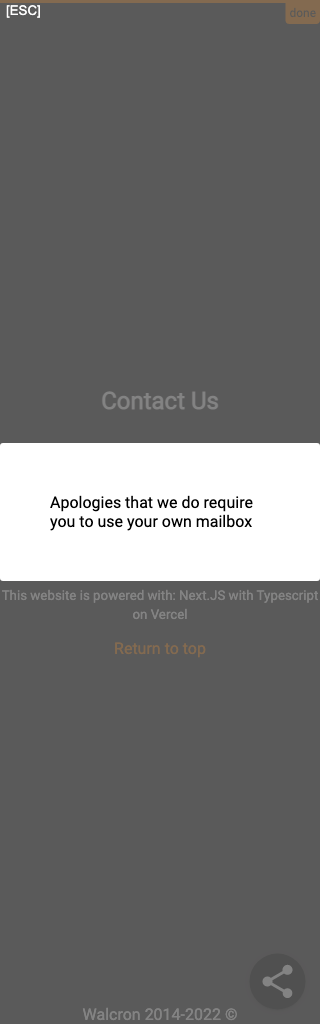 [ESC]
done
Contact Us
Apologies that we do require
you to use your own mailbox
This website is powered with: Next.JS with Typescript
on Vercel
Return to top
Walcron 2014-2022 ©